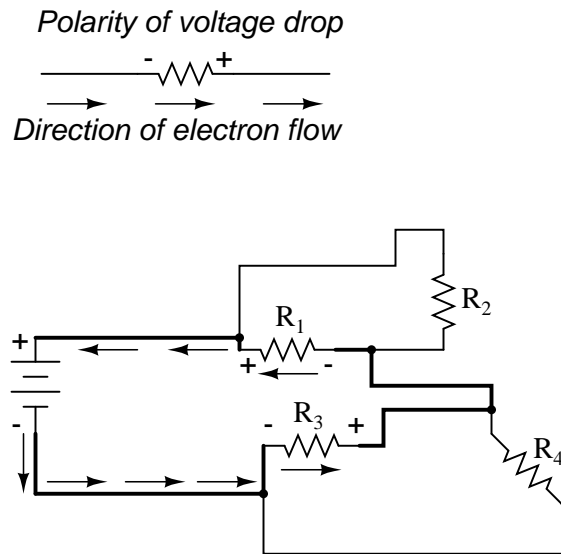 Polarity of voltage drop
- +
Direction of electron flow
R2
R1
+
+ -
R3
- +
-
R4